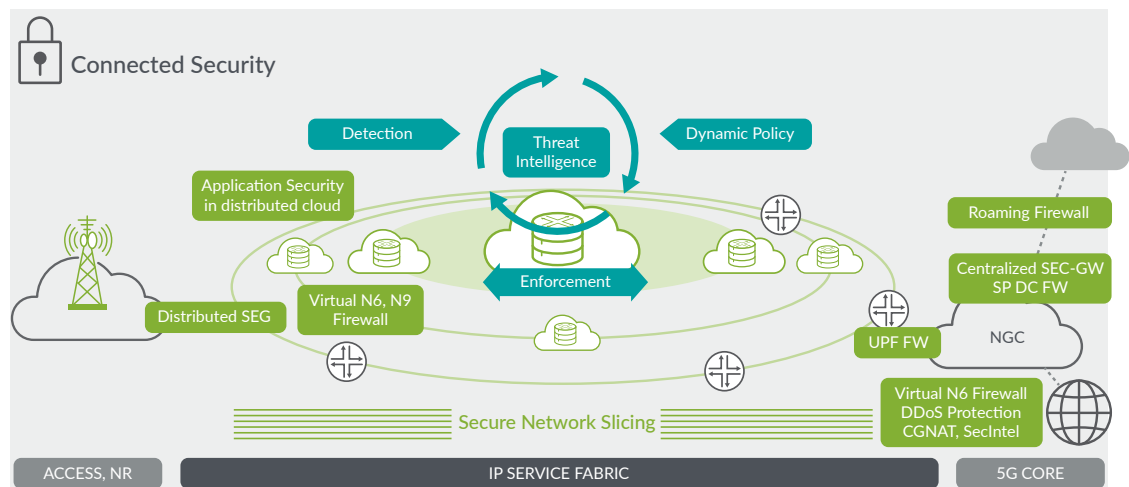 Connected Security
Detection
Threat
Intelligence
Dynamic Policy
Application Security
in distributed cloud
Roaming Firewall
Centralized SEC-GW
SP DC FW
Enforcement
Virtual N6, N9
Firewall
Distributed SEG
UPF FW
NGC
Virtual N6 Firewall
DDoS Protection
CGNAT, SecIntel
Secure Network Slicing
ACCESS, NR
IP SERVICE FABRIC
5G CORE